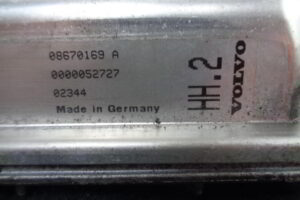 08670169 A
0000052727
02344
Made in Germany
HH.2
VOLVO